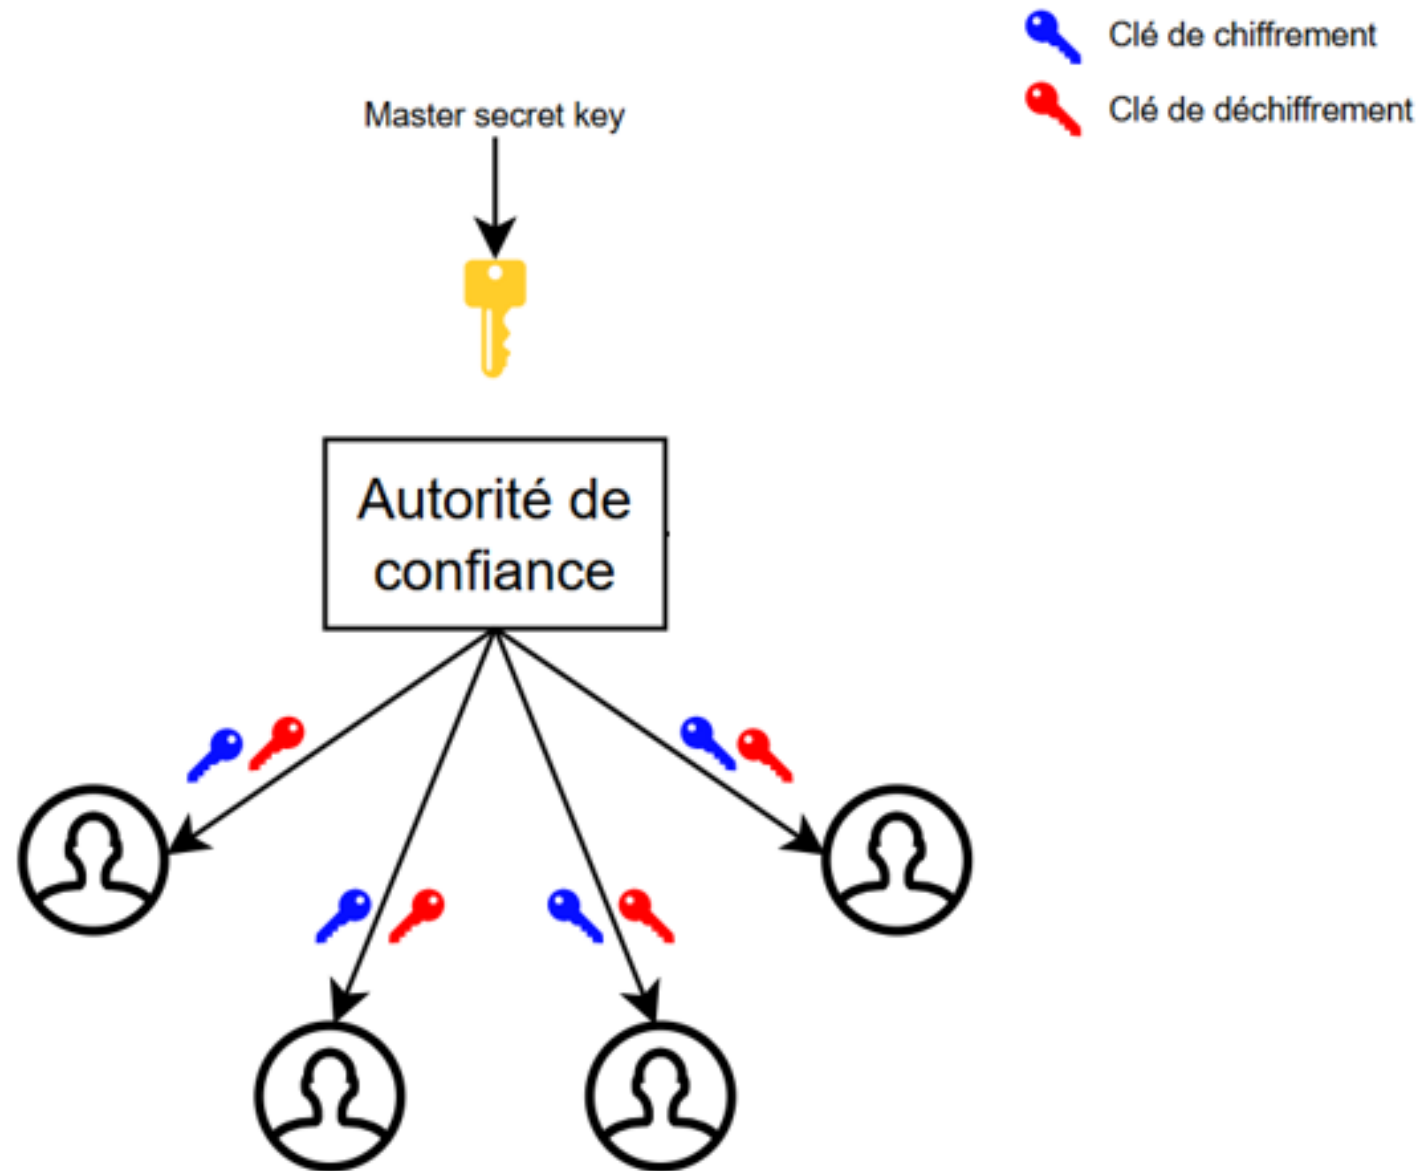 Clé de chiffrement
Clé de déchiffrement
Master secret key
Autorité de
confiance